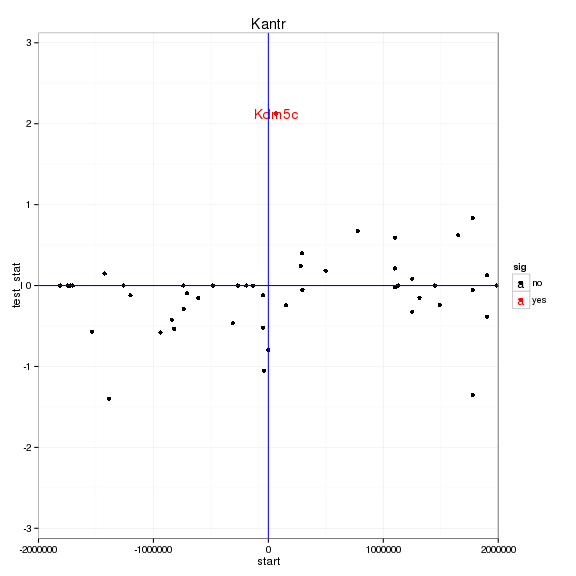 Kantr
3
2
1
0
-1
-2
-3
test_stat
Kdm5c
-2000000
-1000000
0
1000000
2000000
start
sig
a no
a yes